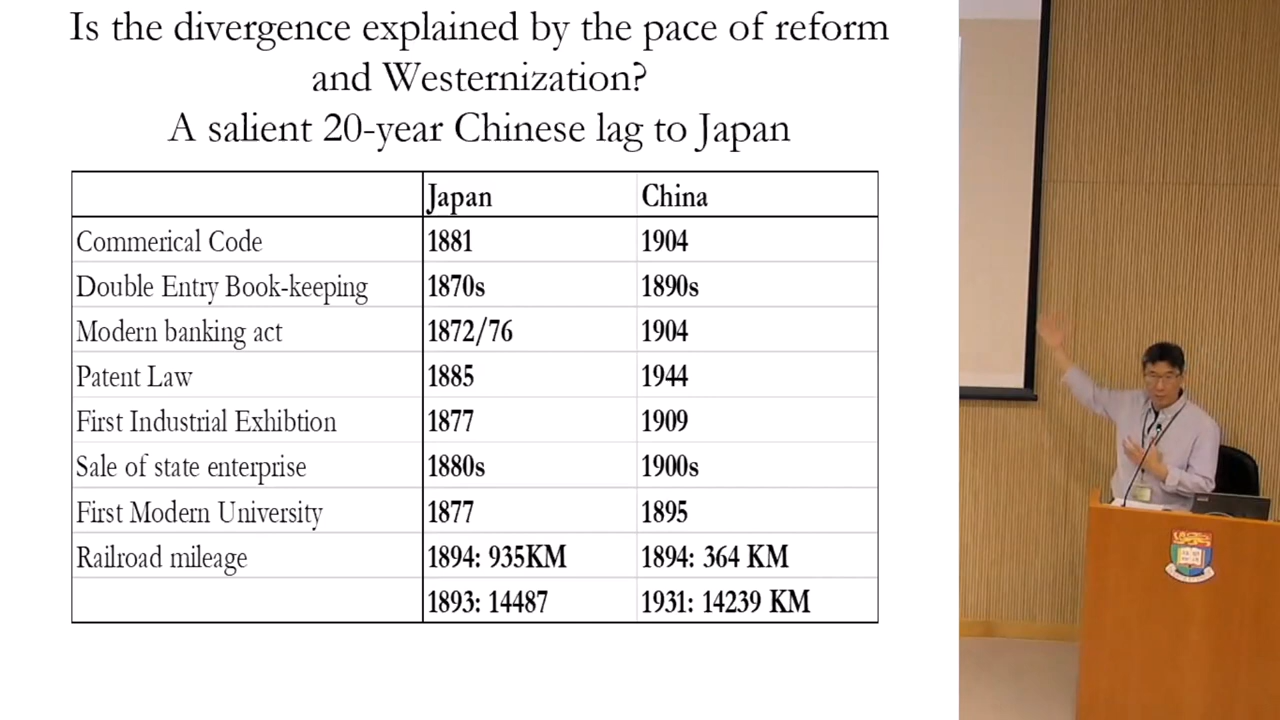 Is the divergence explained by the pace of reform
and Westernization?
A salient 20-year Chinese lag to Japan
Japan China
Commerical Code 1881 1904
Double Entry Book-keeping 1870s 1890s
Modern banking act 1872/76 1904
Patent Law 1885 1944
First Industrial Exhibtion 1877 1909
Sale of state enterprise 1880s 1900s
First Modern University 1877 1895
Railroad mileage 1894: 935KM 1894: 364 KM
1893: 14487 1931: 14239 KM